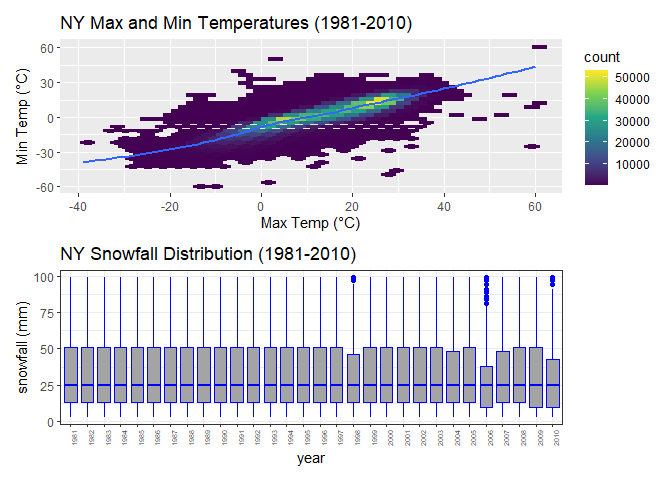 NY Max and Min Temperatures (1981-2010)
60
30
0
-30
-60
Min Temp (°C)
-40 -20 0 20 40 60
Max Temp (°C)
count
50000
40000
30000
20000
10000
NY Snowfall Distribution (1981-2010)
100
75
50
25
0
snowfall (mm)
1981 1982 1983 1984 1985 1986 1987 1988 1989 1990 1991 1992 1993 1994 1995 1996 1997 1998 1999 2000 2001 2002 2003 2004 2005 2006 2007 2008 2009 2010
year